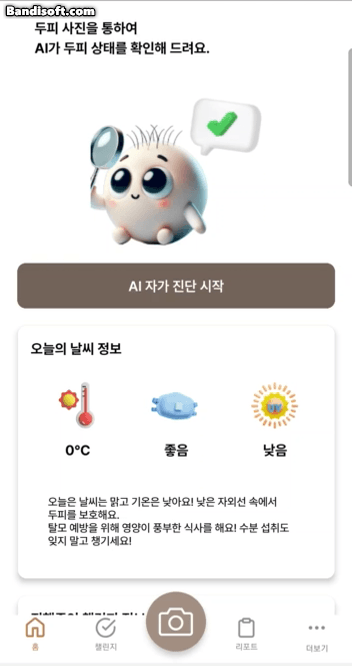 Bandisoft.com
두피 사진을 통하여
AI가 두피 상태를 확인해 드려요.
AI 자가 진단 시작
오늘의 날씨 정보
0°C 좋음 낮음
오늘은 날씨는 맑고 기온은 낮아요! 낮은 자외선 속에서
두피를 보호해요.
탈모 예방을 위해 영양이 풍부한 식사를 해요! 수분 섭취도
잊지 말고 챙기세요!
홈 챌린지 리포트 더보기